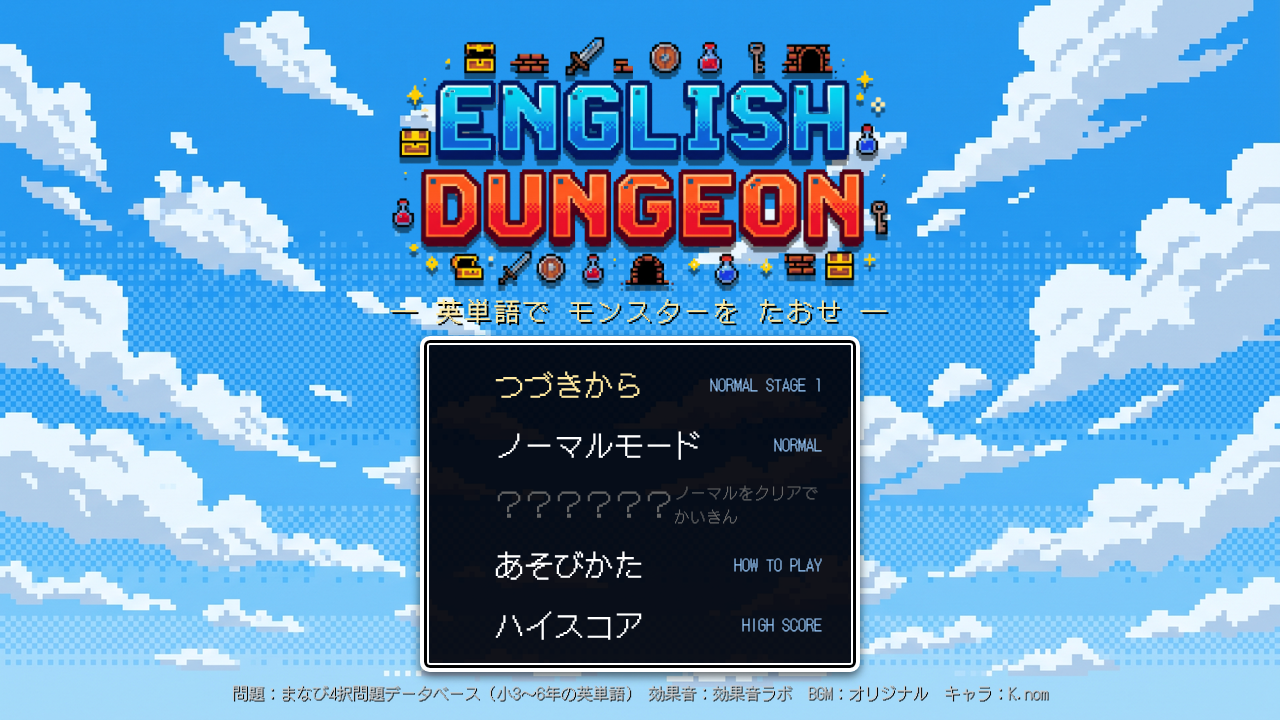 ENGLISH
DUNGEON
― 英単語で モンスターを たおせ ―
つづきから NORMAL STAGE 1
ノーマルモード NORMAL
？？？？？？ ノーマルをクリアで
かいきん
あそびかた HOW TO PLAY
ハイスコア HIGH SCORE
問題：まなび4択問題データベース（小3〜6年の英単語） 効果音：効果音ラボ BGM：オリジナル キャラ：K.nom